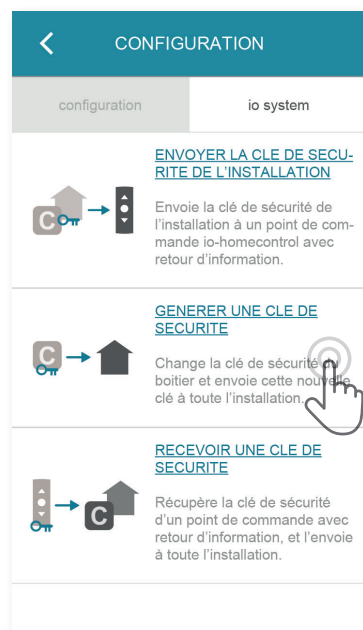 CONFIGURATION
configuration
io system
ENVOYER LA CLE DE SECU-
RITE DE L'INSTALLATION
Envoie la clé de sécurité de
l'installation à un point de com-
mande io-homecontrol avec
retour d'information.
C
GENERER UNE CLE DE
SECURITE
Change la clé de sécurité du
boitier et envoie cette nouvelle
clé à toute l'installation.
C
RECEVOIR UNE CLE DE
SECURITE
Récupère la clé de sécurité
d'un point de commande avec
retour d'information, et l'envoie
à toute l'installation.
C